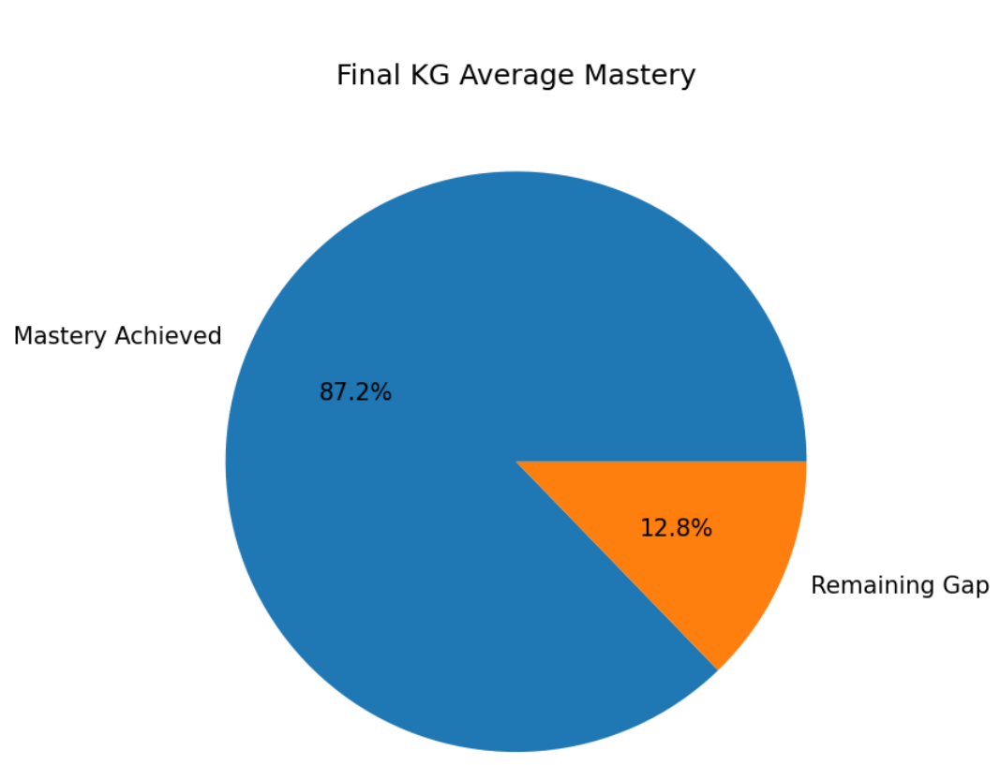 Final KG Average Mastery
Mastery Achieved
87.2%
12.8%
Remaining Gap